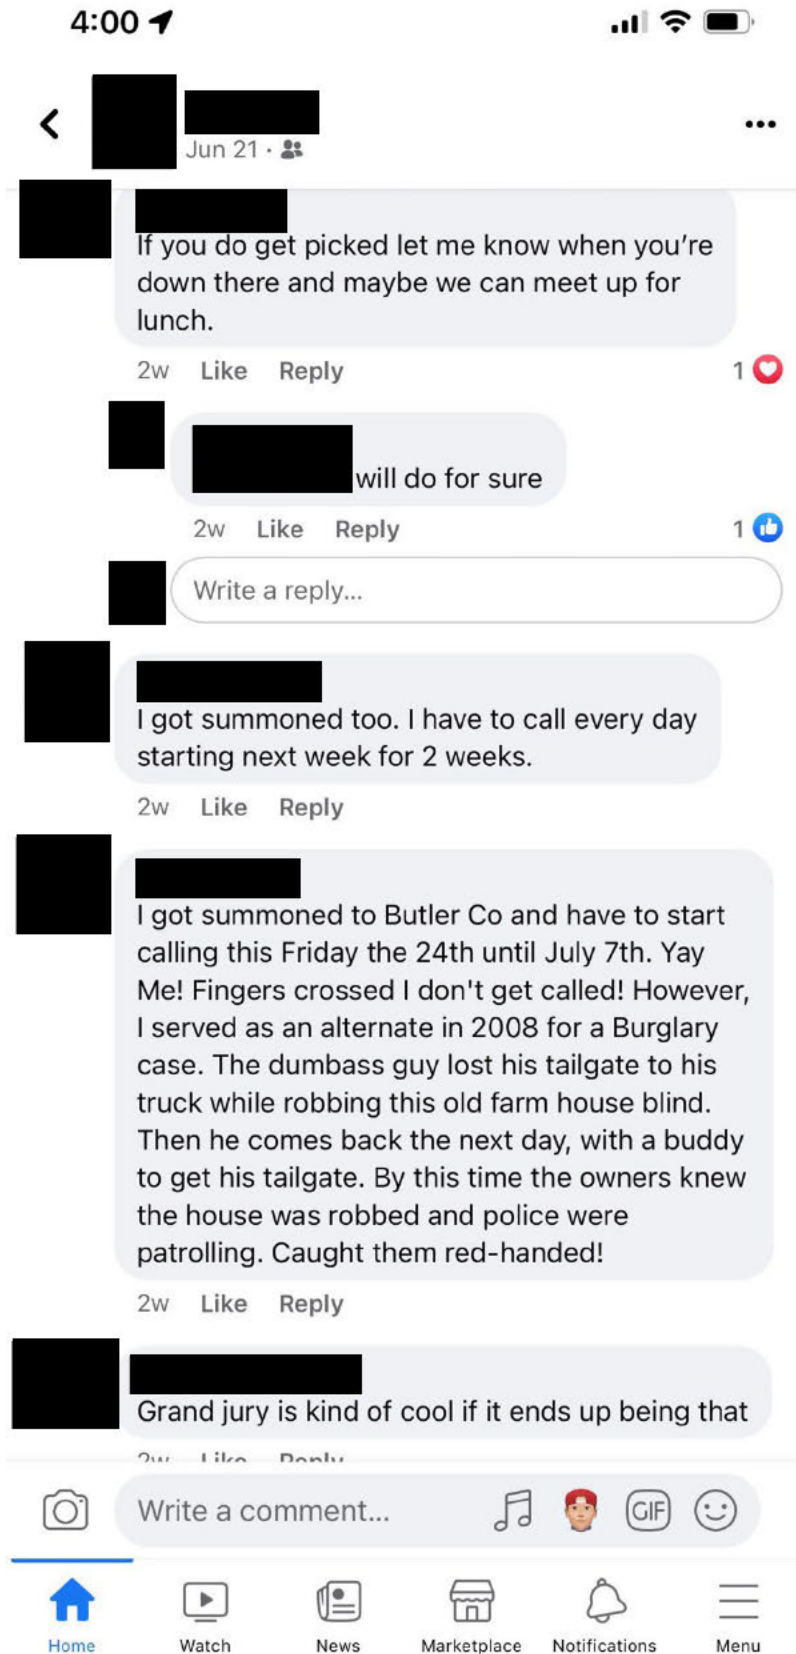 4:00
Jun 21 ·
If you do get picked let me know when you're
down there and maybe we can meet up for
lunch.
2w Like Reply 1
will do for sure
2w Like Reply 1
Write a reply...
I got summoned too. I have to call every day
starting next week for 2 weeks.
2w Like Reply
I got summoned to Butler Co and have to start
calling this Friday the 24th until July 7th. Yay
Me! Fingers crossed I don't get called! However,
I served as an alternate in 2008 for a Burglary
case. The dumbass guy lost his tailgate to his
truck while robbing this old farm house blind.
Then he comes back the next day, with a buddy
to get his tailgate. By this time the owners knew
the house was robbed and police were
patrolling. Caught them red-handed!
2w Like Reply
Grand jury is kind of cool if it ends up being that
2w Like Reply
Write a comment...
GIF
Home Watch News Marketplace Notifications Menu